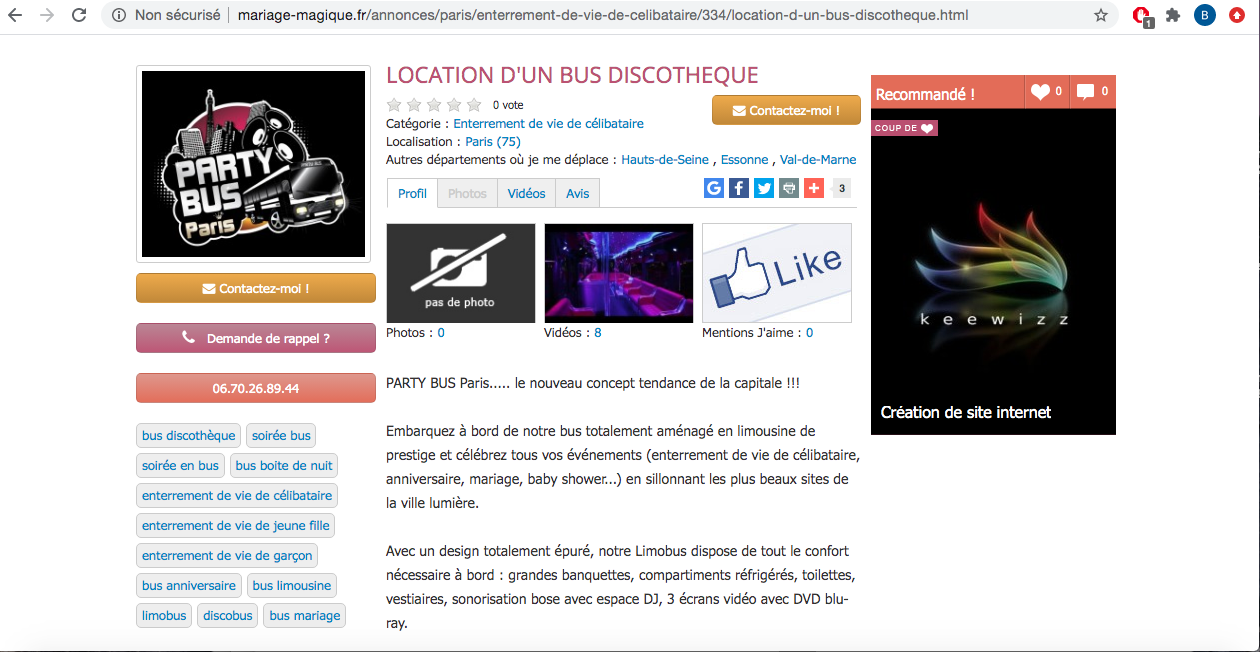 Non sécurisé | mariage-magique.fr/annonces/paris/enterrement-de-vie-de-celibataire/334/location-d-un-bus-discotheque.html
1
B
PARTY
BUS
Paris
Contactez-moi !
Demande de rappel ?
06.70.26.89.44
bus discothèque soirée bus
soirée en bus bus boite de nuit
enterrement de vie de célibataire
enterrement de vie de jeune fille
enterrement de vie de garçon
bus anniversaire bus limousine
limobus discobus bus mariage
LOCATION D'UN BUS DISCOTHEQUE
0 vote
Contactez-moi !
Catégorie : Enterrement de vie de célibataire
Localisation : Paris (75)
Autres départements où je me déplace : Hauts-de-Seine , Essonne , Val-de-Marne
Profil Photos Vidéos Avis
G f + 3
pas de photo
Like
Photos : 0 Vidéos : 8 Mentions J'aime : 0
PARTY BUS Paris..... le nouveau concept tendance de la capitale !!!
Embarquez à bord de notre bus totalement aménagé en limousine de
prestige et célébrez tous vos événements (enterrement de vie de célibataire,
anniversaire, mariage, baby shower...) en sillonnant les plus beaux sites de
la ville lumière.
Avec un design totalement épuré, notre Limobus dispose de tout le confort
nécessaire à bord : grandes banquettes, compartiments réfrigérés, toilettes,
vestiaires, sonorisation bose avec espace DJ, 3 écrans vidéo avec DVD blu-
ray.
Recommandé ! 0 0
COUP DE
keewizz
Création de site internet